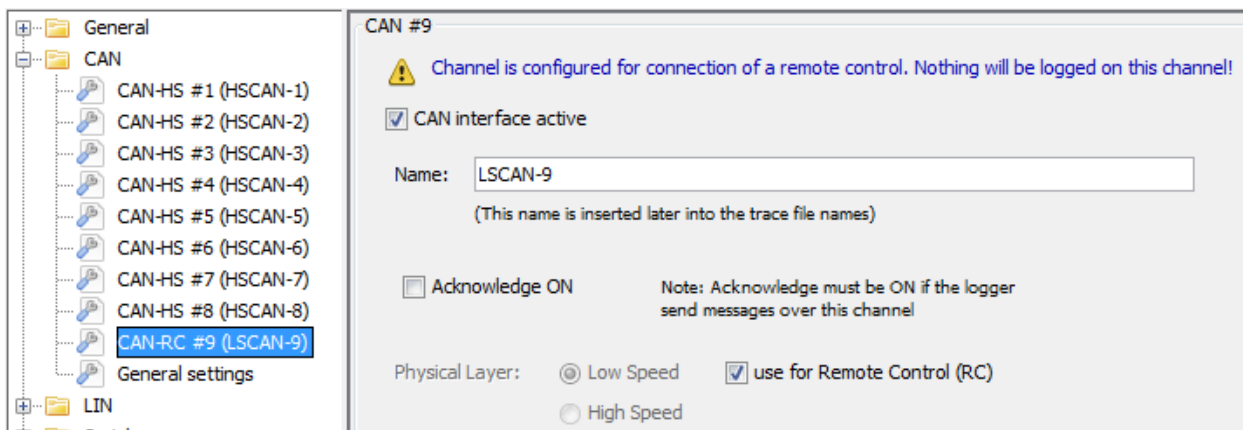 General
CAN
CAN-HS #1 (HSCAN-1)
CAN-HS #2 (HSCAN-2)
CAN-HS #3 (HSCAN-3)
CAN-HS #4 (HSCAN-4)
CAN-HS #5 (HSCAN-5)
CAN-HS #6 (HSCAN-6)
CAN-HS #7 (HSCAN-7)
CAN-HS #8 (HSCAN-8)
CAN-RC #9 (LSCAN-9)
General settings
LIN
CAN #9
Channel is configured for connection of a remote control. Nothing will be logged on this channel!
CAN interface active
Name: LSCAN-9
(This name is inserted later into the trace file names)
Acknowledge ON
Note: Acknowledge must be ON if the logger
send messages over this channel
Physical Layer: Low Speed use for Remote Control (RC)
High Speed